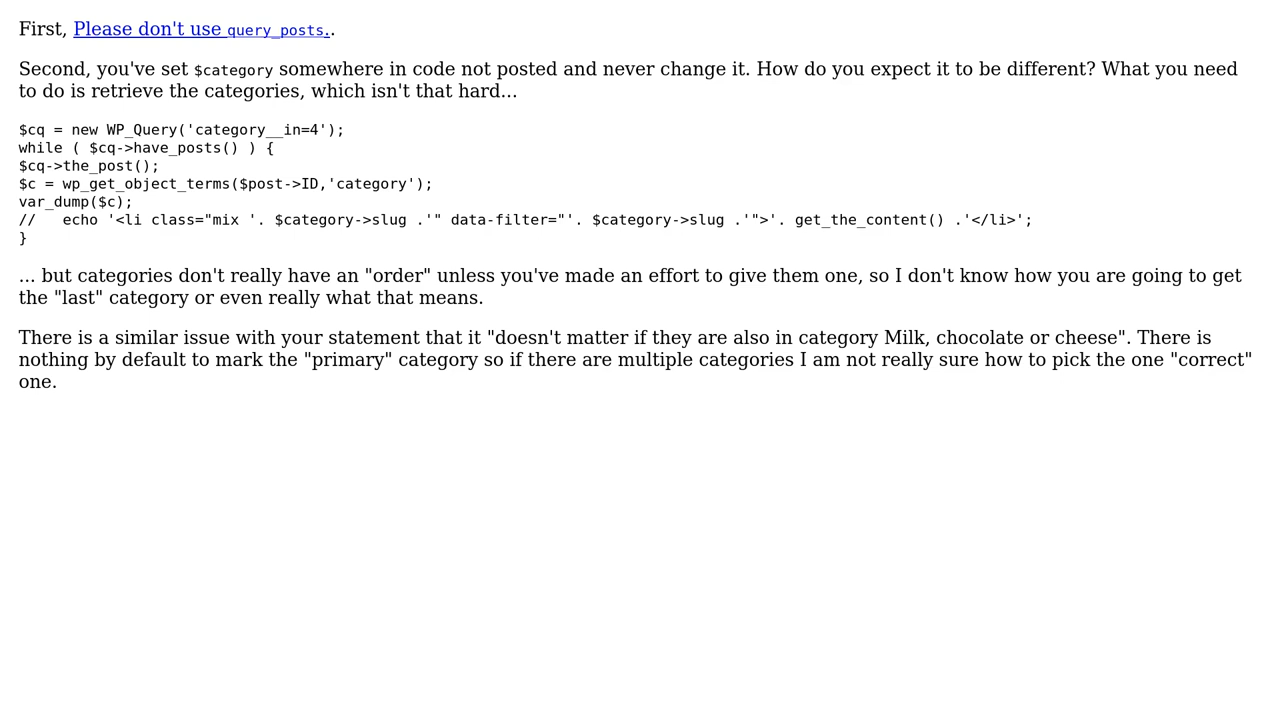 First, Please don't use query_posts..
Second, you've set $category somewhere in code not posted and never change it. How do you expect it to be different? What you need
to do is retrieve the categories, which isn't that hard...
$cq = new WP_Query('category__in=4');
while ( $cq->have_posts() ) {
$cq->the_post();
$c = wp_get_object_terms($post->ID,'category');
var_dump($c);
//   echo '<li class="mix '. $category->slug .'" data-filter="'. $category->slug .'">'. get_the_content() .'</li>';
}
... but categories don't really have an "order" unless you've made an effort to give them one, so I don't know how you are going to get
the "last" category or even really what that means.
There is a similar issue with your statement that it "doesn't matter if they are also in category Milk, chocolate or cheese". There is
nothing by default to mark the "primary" category so if there are multiple categories I am not really sure how to pick the one "correct"
one.